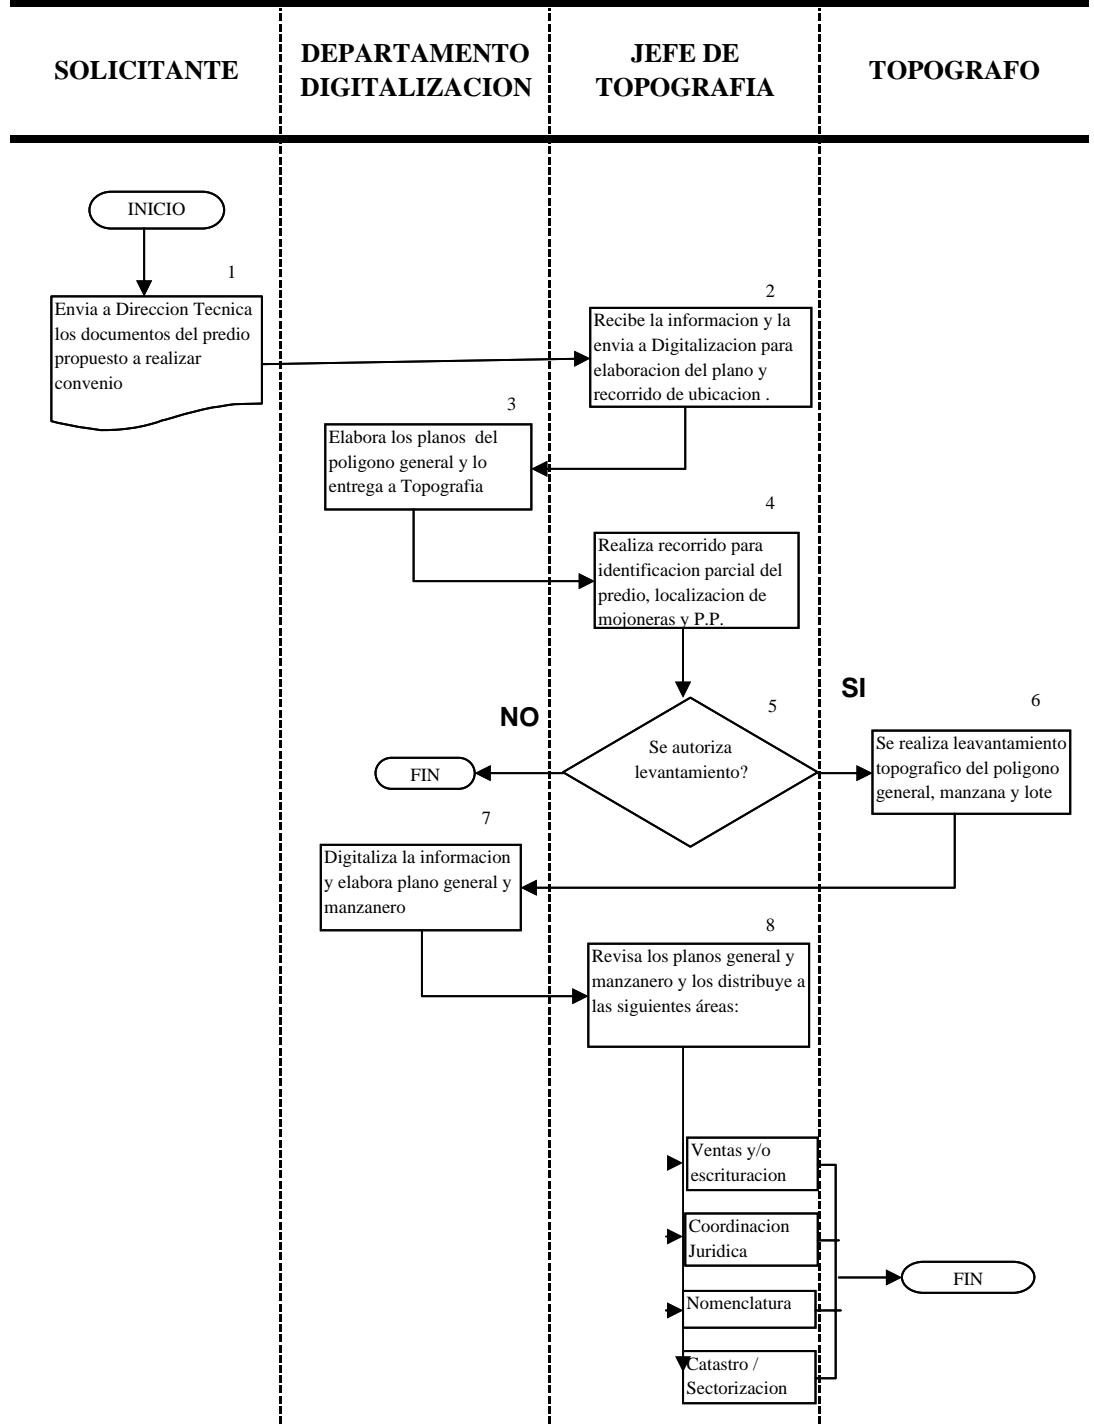 SOLICITANTE
DEPARTAMENTO
DIGITALIZACION
JEFE DE
TOPOGRAFIA
TOPOGRAFO
INICIO
1
Envia a Direccion Tecnica
los documentos del predio
propuesto a realizar
convenio
2
Recibe la informacion y la
envia a Digitalizacion para
elaboracion del plano y
recorrido de ubicacion .
3
Elabora los planos del
poligono general y lo
entrega a Topografia
4
Realiza recorrido para
identificacion parcial del
predio, localizacion de
mojoneras y P.P.
5
Se autoriza
levantamiento?
NO
FIN
SI
6
Se realiza leavantamiento
topografico del poligono
general, manzana y lote
7
Digitaliza la informacion
y elabora plano general y
manzanero
8
Revisa los planos general y
manzanero y los distribuye a
las siguientes áreas:
Ventas y/o
escrituracion
Coordinacion
Juridica
Nomenclatura
Catastro /
Sectorizacion
FIN